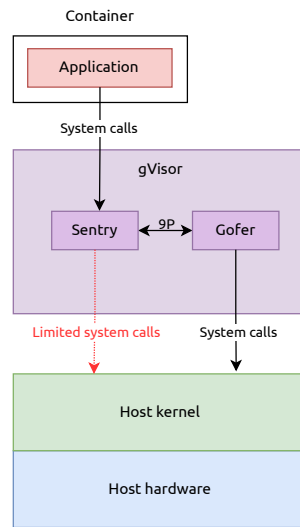 Container
Application
System calls
gVisor
Sentry
9P
Gofer
Limited system calls
System calls
Host kernel
Host hardware